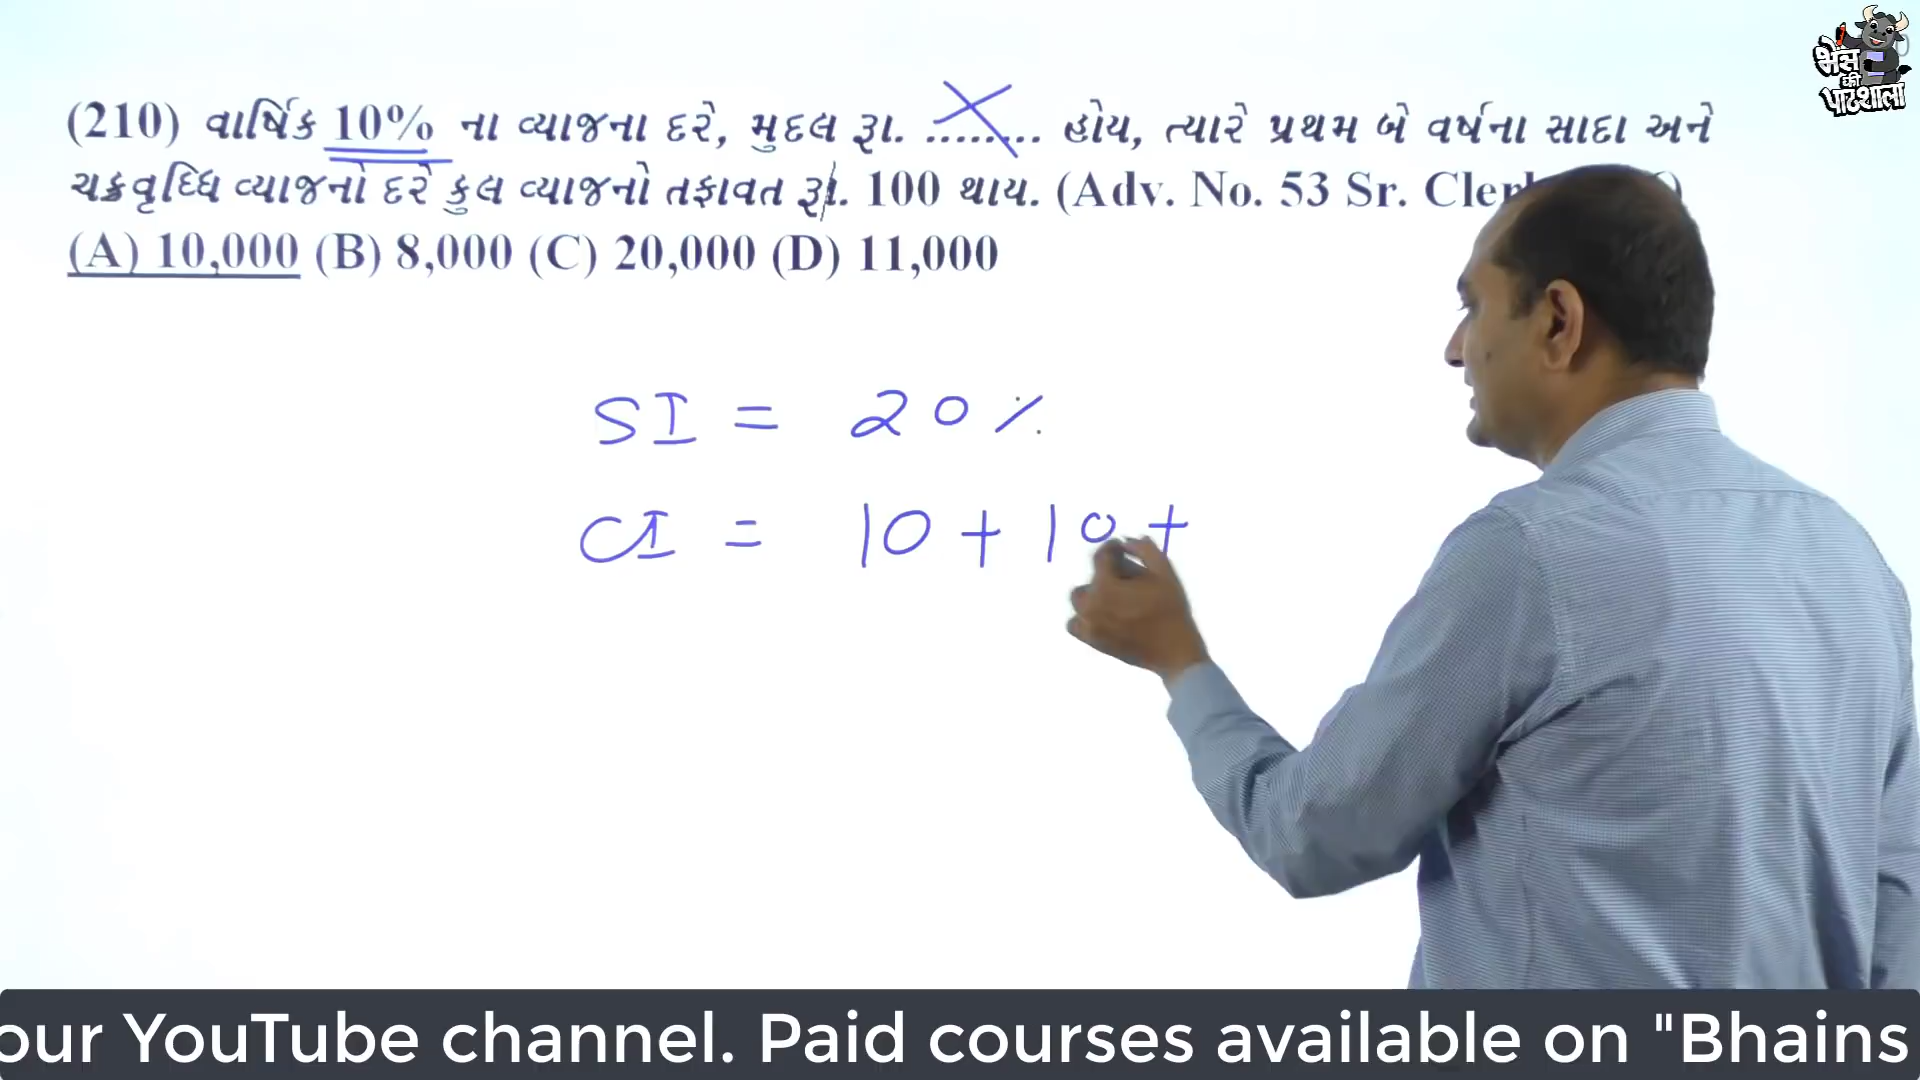 भैंस
की
पाठशाला
(210) વાર્ષિક 10% ના વ્યાજના દરે, મુદલ રૂા. ........ હોય, ત્યારે પ્રથમ બે વર્ષના સાદા અને
ચક્રવૃધ્ધિ વ્યાજનો દરે કુલ વ્યાજનો તફાવત રૂા. 100 થાય. (Adv. No. 53 Sr. Cler
(A) 10,000 (B) 8,000 (C) 20,000 (D) 11,000
SI = 20%
CI = 10 + 10 +
our YouTube channel. Paid courses available on "Bhains